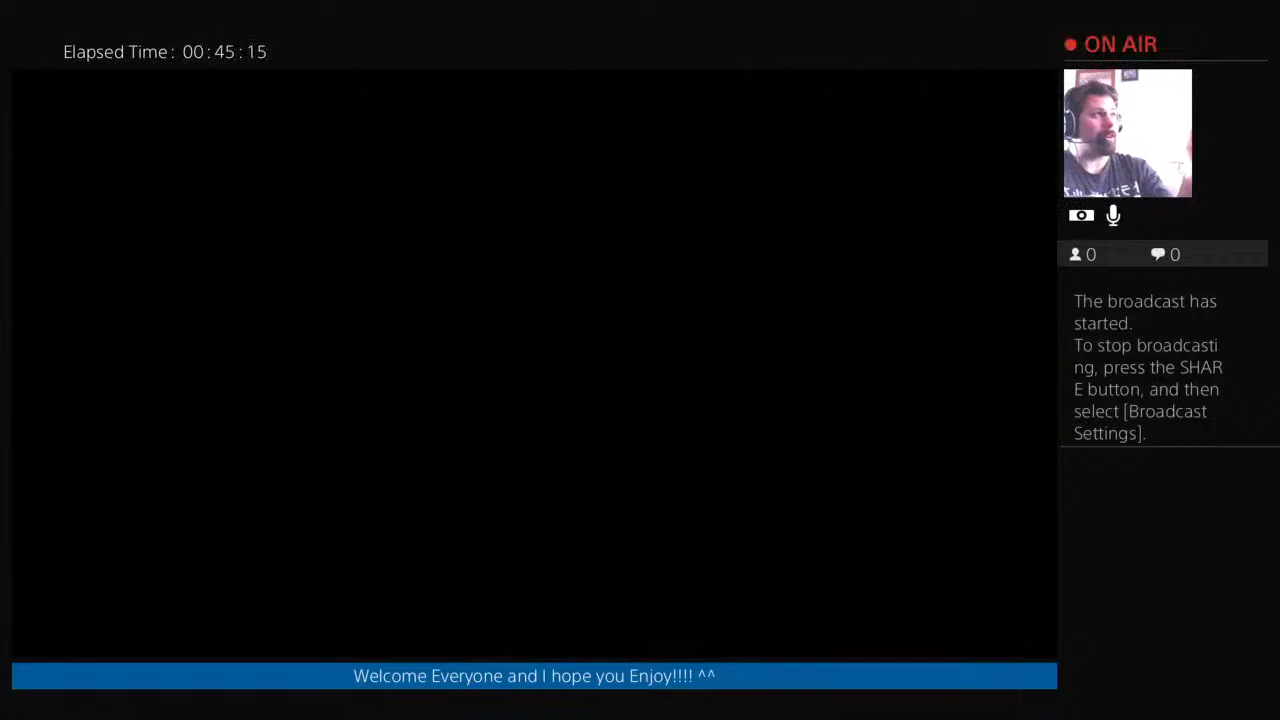 Elapsed Time: 00:45:15
ON AIR
0 0
The broadcast has
started.
To stop broadcasti
ng, press the SHAR
E button, and then
select [Broadcast
Settings].
Welcome Everyone and I hope you Enjoy!!!! ^^